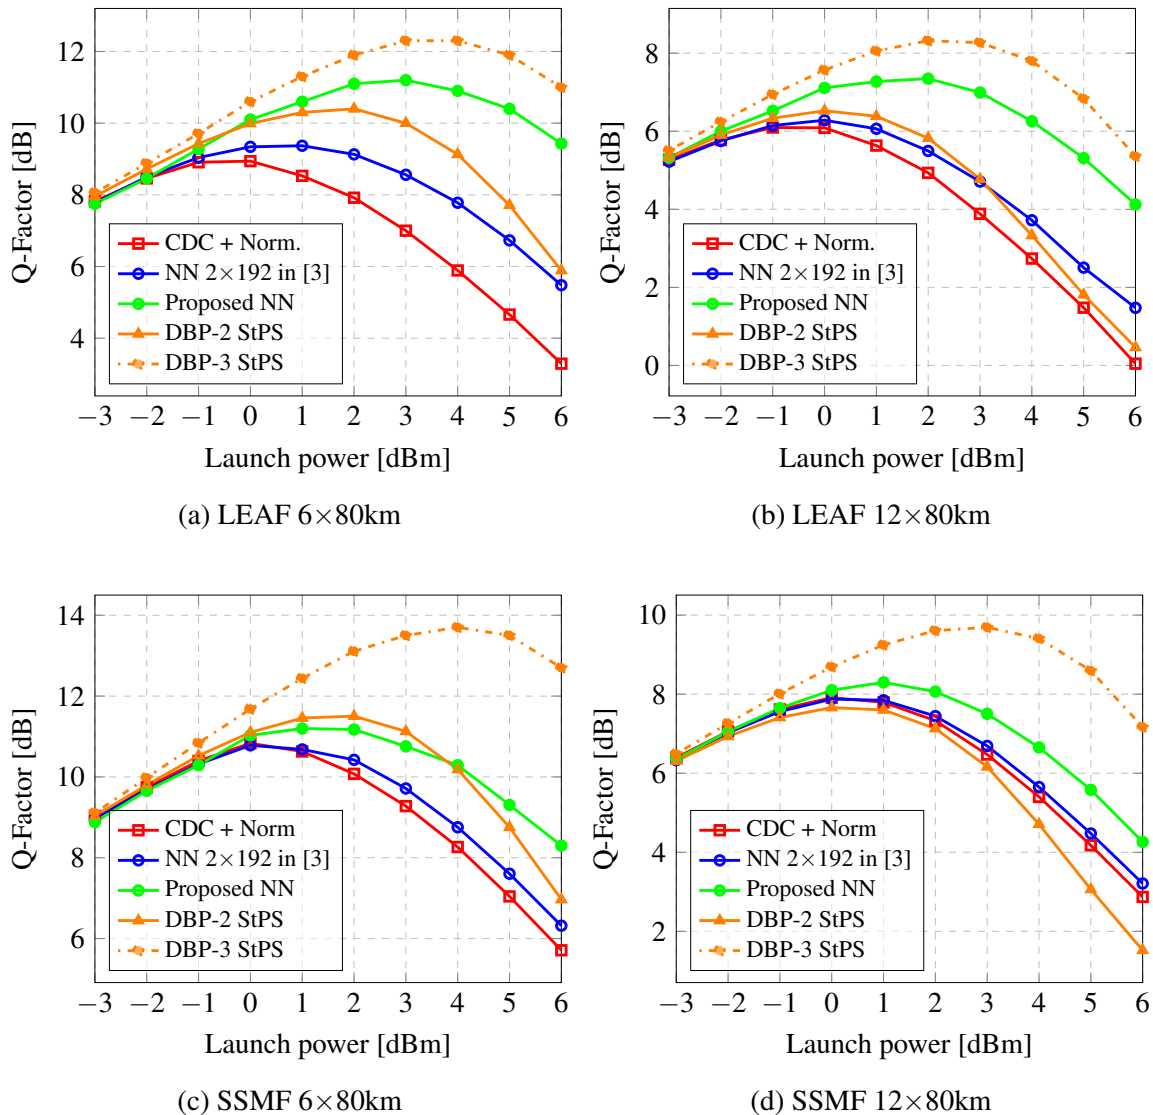 12
10
8
6
4
Q-Factor [dB]
CDC + Norm.
NN 2×192 in [3]
Proposed NN
DBP-2 StPS
DBP-3 StPS
−3 −2 −1 0 1 2 3 4 5 6
Launch power [dBm]
(a) LEAF 6×80km
8
6
4
2
0
Q-Factor [dB]
CDC + Norm.
NN 2×192 in [3]
Proposed NN
DBP-2 StPS
DBP-3 StPS
−3 −2 −1 0 1 2 3 4 5 6
Launch power [dBm]
(b) LEAF 12×80km
14
12
10
8
6
Q-Factor [dB]
CDC + Norm
NN 2×192 in [3]
Proposed NN
DBP-2 StPS
DBP-3 StPS
−3 −2 −1 0 1 2 3 4 5 6
Launch power [dBm]
(c) SSMF 6×80km
10
8
6
4
2
Q-Factor [dB]
CDC + Norm
NN 2×192 in [3]
Proposed NN
DBP-2 StPS
DBP-3 StPS
−3 −2 −1 0 1 2 3 4 5 6
Launch power [dBm]
(d) SSMF 12×80km